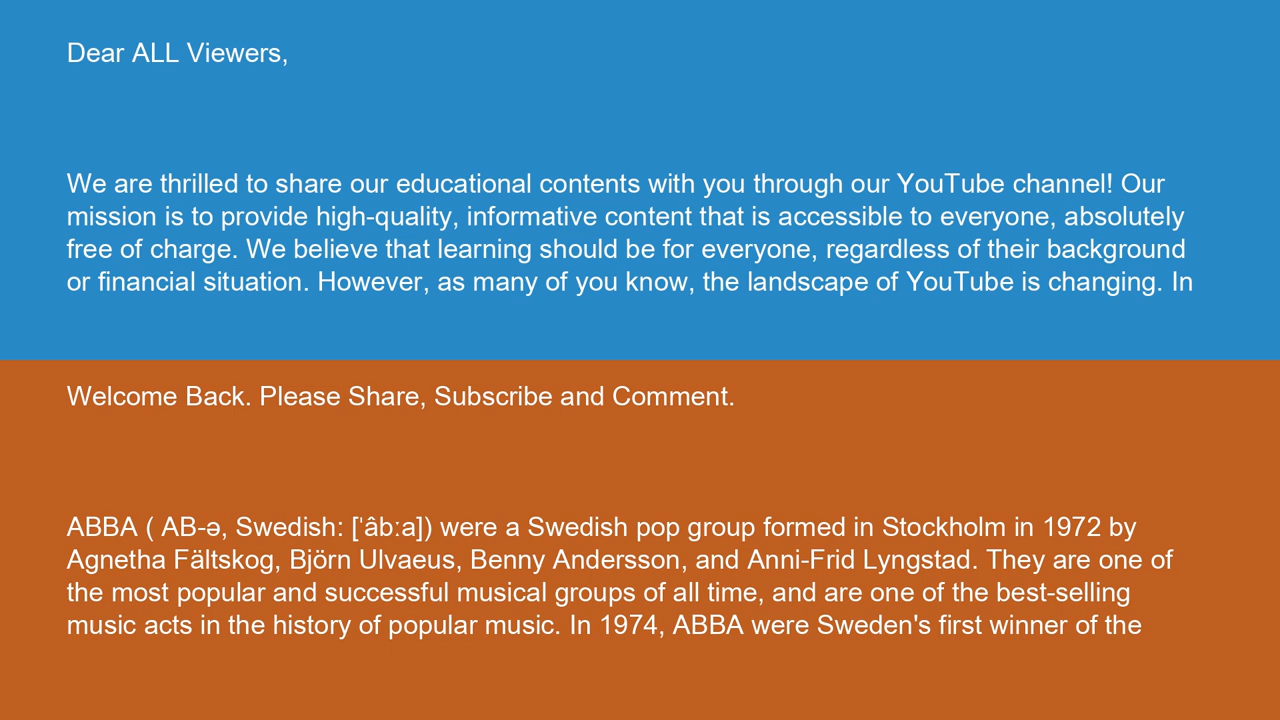 Dear ALL Viewers,
We are thrilled to share our educational contents with you through our YouTube channel! Our
mission is to provide high-quality, informative content that is accessible to everyone, absolutely
free of charge. We believe that learning should be for everyone, regardless of their background
or financial situation. However, as many of you know, the landscape of YouTube is changing. In
Welcome Back. Please Share, Subscribe and Comment.
ABBA ( AB-ə, Swedish: [ˈâbːa]) were a Swedish pop group formed in Stockholm in 1972 by
Agnetha Fältskog, Björn Ulvaeus, Benny Andersson, and Anni-Frid Lyngstad. They are one of
the most popular and successful musical groups of all time, and are one of the best-selling
music acts in the history of popular music. In 1974, ABBA were Sweden's first winner of the